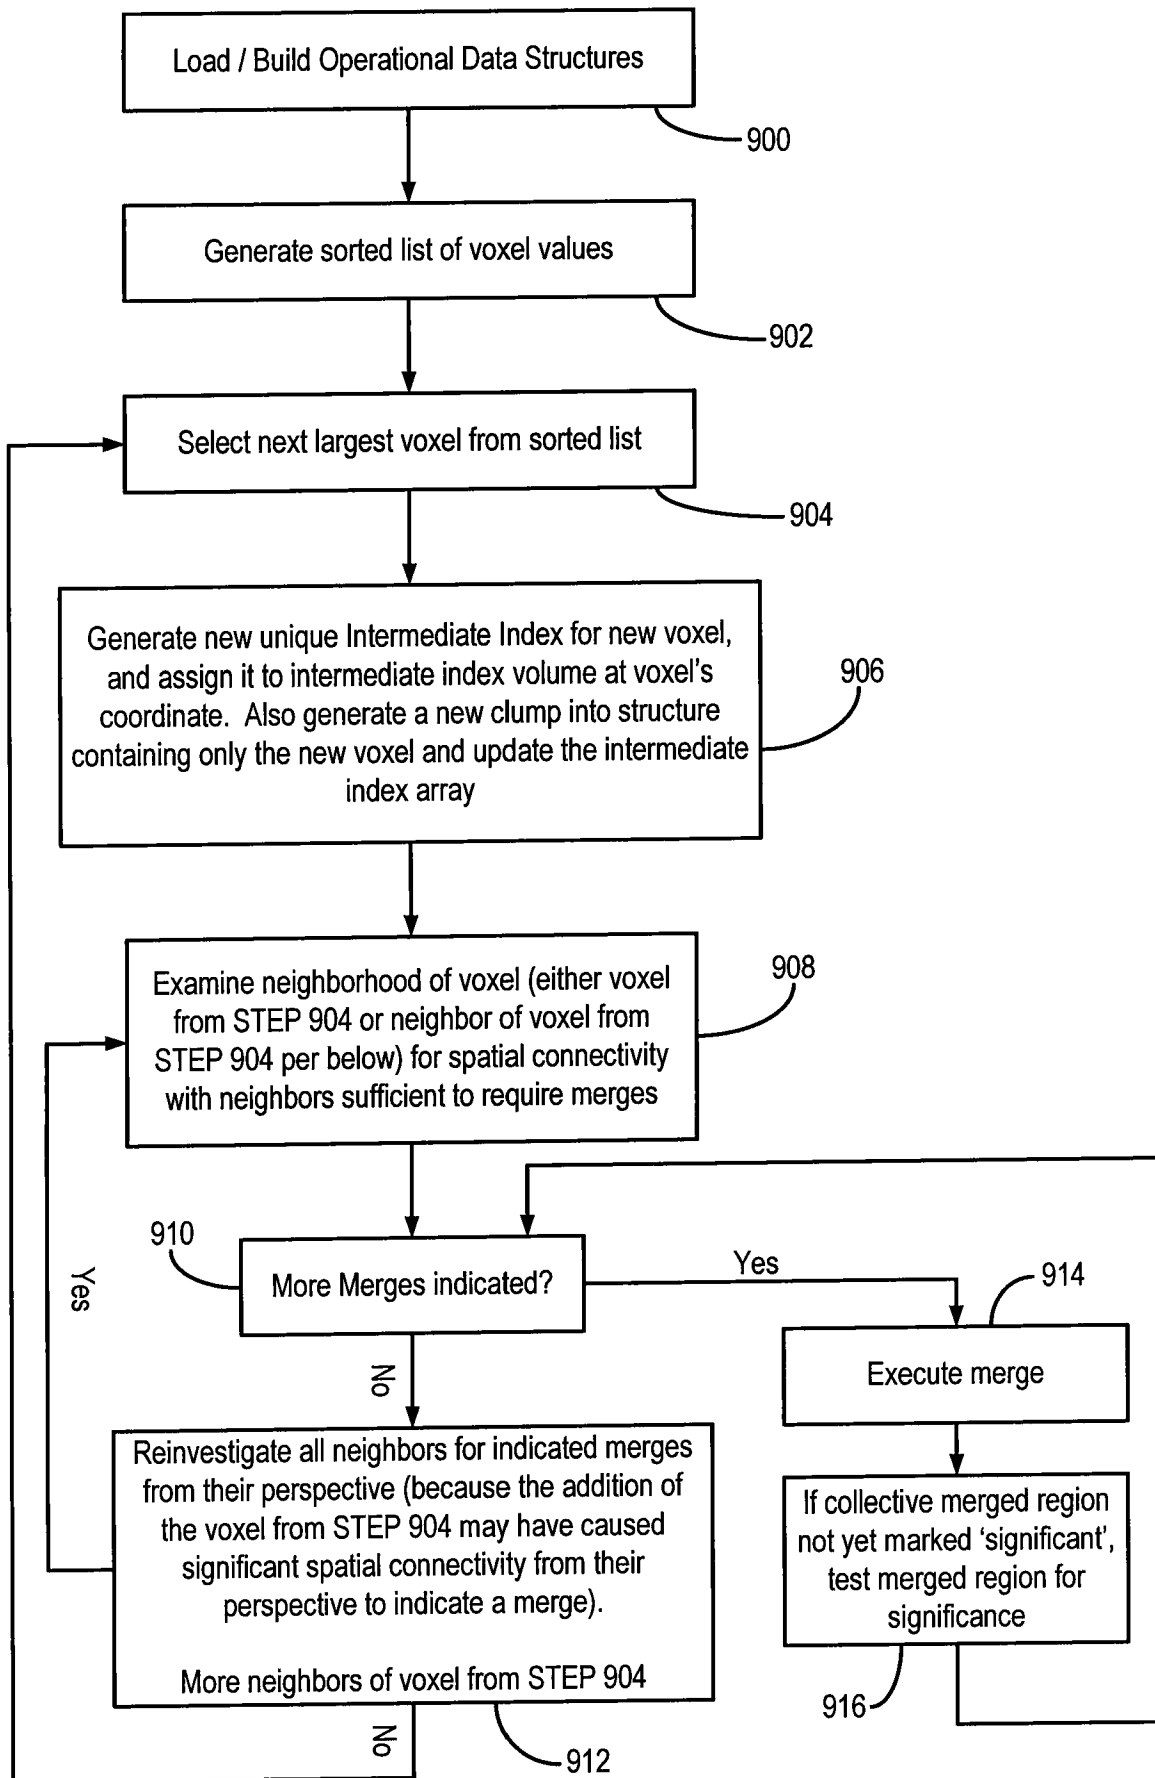 Load / Build Operational Data Structures
900
Generate sorted list of voxel values
902
Select next largest voxel from sorted list
904
Generate new unique Intermediate Index for new voxel,
and assign it to intermediate index volume at voxel's
coordinate. Also generate a new clump into structure
containing only the new voxel and update the intermediate
index array
906
Examine neighborhood of voxel (either voxel
from STEP 904 or neighbor of voxel from
STEP 904 per below) for spatial connectivity
with neighbors sufficient to require merges
908
910
More Merges indicated?
Yes
914
Execute merge
Yes
No
Reinvestigate all neighbors for indicated merges
from their perspective (because the addition of
the voxel from STEP 904 may have caused
significant spatial connectivity from their
perspective to indicate a merge).
More neighbors of voxel from STEP 904
If collective merged region
not yet marked 'significant',
test merged region for
significance
916
No
912